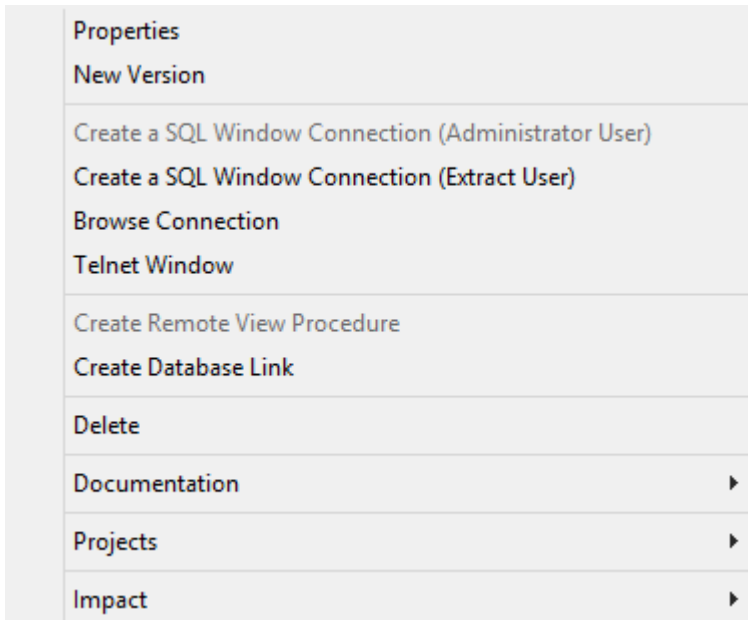 Properties
New Version
Create a SQL Window Connection (Administrator User)
Create a SQL Window Connection (Extract User)
Browse Connection
Telnet Window
Create Remote View Procedure
Create Database Link
Delete
Documentation
Projects
Impact